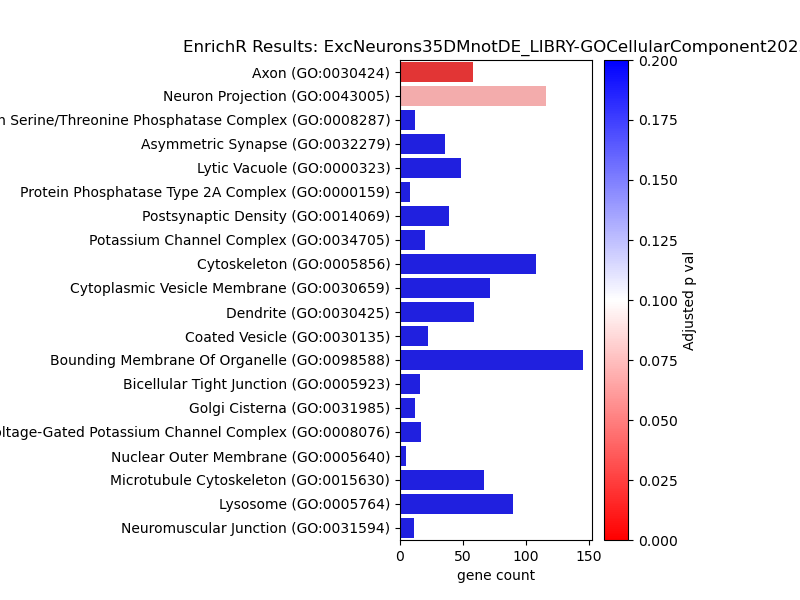 EnrichR Results: ExcNeurons35DMnotDE_LIBRY-GOCellularComponent202
Axon (GO:0030424)
Neuron Projection (GO:0043005)
Serine/Threonine Phosphatase Complex (GO:0008287)
Asymmetric Synapse (GO:0032279)
Lytic Vacuole (GO:0000323)
Protein Phosphatase Type 2A Complex (GO:0000159)
Postsynaptic Density (GO:0014069)
Potassium Channel Complex (GO:0034705)
Cytoskeleton (GO:0005856)
Cytoplasmic Vesicle Membrane (GO:0030659)
Dendrite (GO:0030425)
Coated Vesicle (GO:0030135)
Bounding Membrane Of Organelle (GO:0098588)
Bicellular Tight Junction (GO:0005923)
Golgi Cisterna (GO:0031985)
ltage-Gated Potassium Channel Complex (GO:0008076)
Nuclear Outer Membrane (GO:0005640)
Microtubule Cytoskeleton (GO:0015630)
Lysosome (GO:0005764)
Neuromuscular Junction (GO:0031594)
0 50 100 150
gene count
0.200
0.175
0.150
0.125
0.100
0.075
0.050
0.025
0.000
Adjusted p val